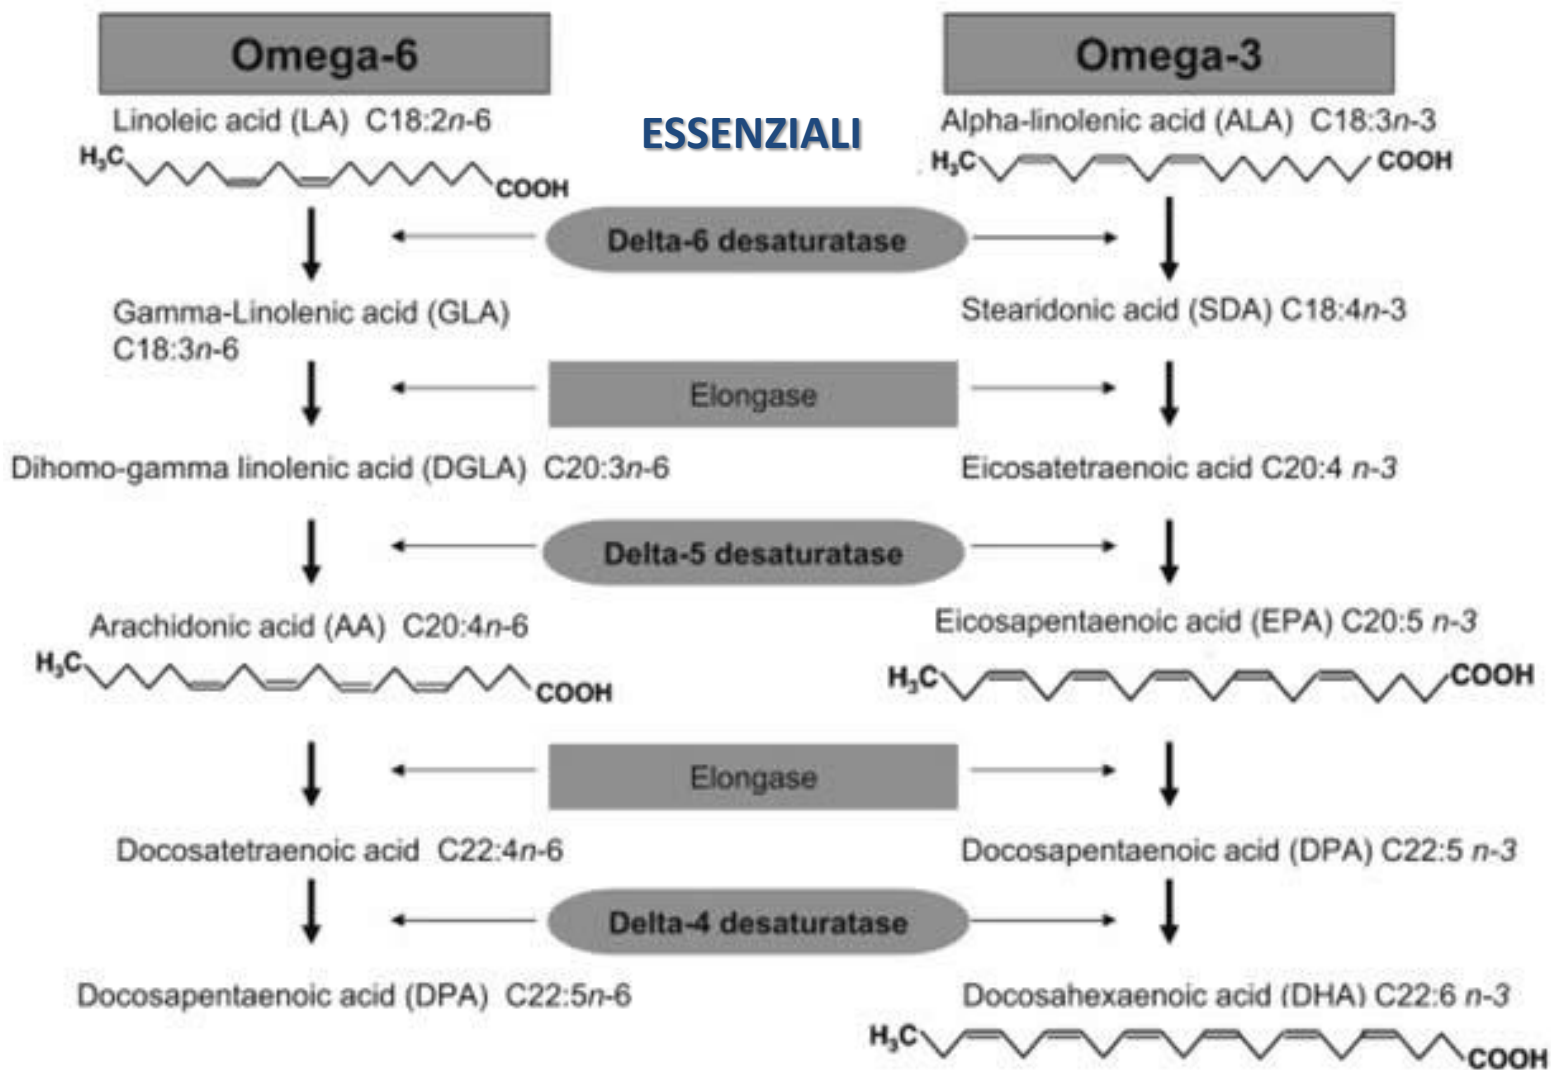 Omega-6
Omega-3
ESSENZIALI
Linoleic acid (LA) C18:2n-6
Alpha-linolenic acid (ALA) C18:3n-3
H₃C
COOH
H₃C
COOH
Delta-6 desaturatase
Gamma-Linolenic acid (GLA)
C18:3n-6
Stearidonic acid (SDA) C18:4n-3
Elongase
Dihomo-gamma linolenic acid (DGLA) C20:3n-6
Eicosatetraenoic acid C20:4 n-3
Delta-5 desaturatase
Arachidonic acid (AA) C20:4n-6
Eicosapentaenoic acid (EPA) C20:5 n-3
H₃C
COOH
H₃C
COOH
Elongase
Docosatetraenoic acid C22:4n-6
Docosapentaenoic acid (DPA) C22:5 n-3
Delta-4 desaturatase
Docosapentaenoic acid (DPA) C22:5n-6
Docosahexaenoic acid (DHA) C22:6 n-3
H₃C
COOH